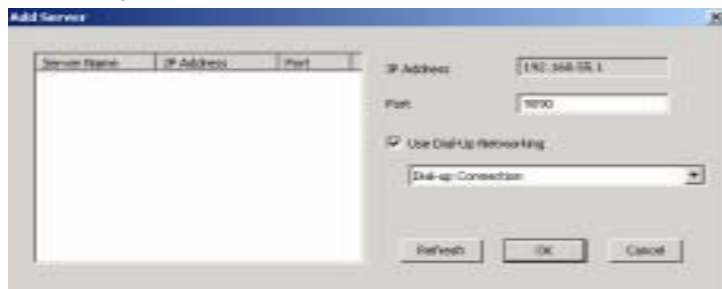 Add Server
Server Name IP Address Port
IP Address:
192.168.55.1
Port:
Use Dial-Up Networking
Dial-up Connection
Refresh OK Cancel